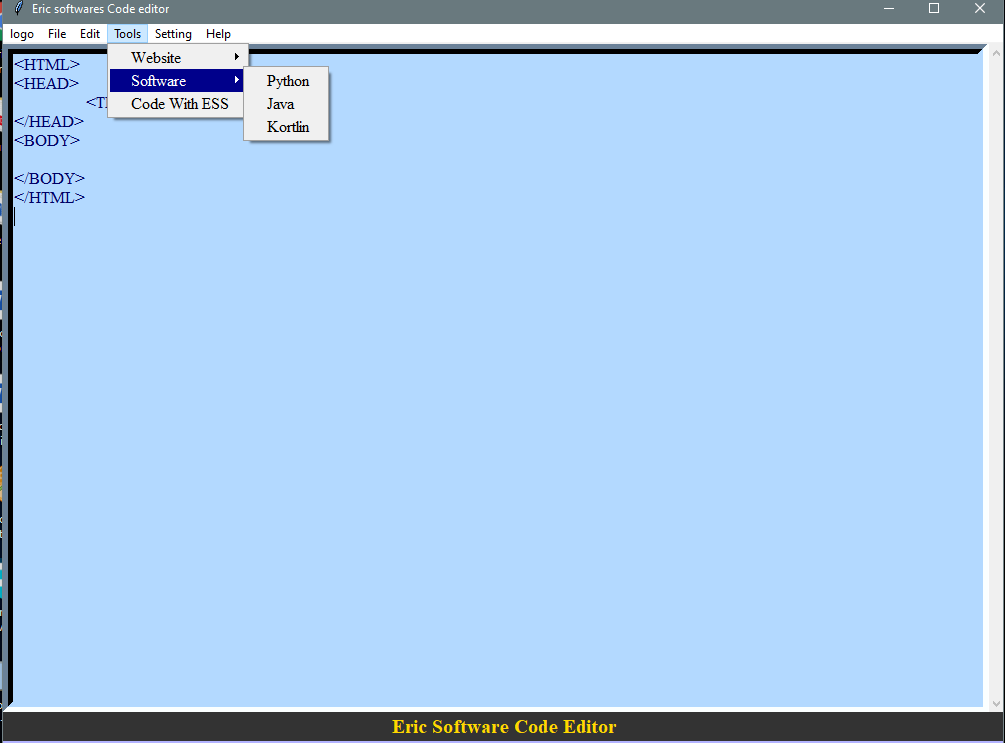 Eric softwares Code editor
logo File Edit Tools Setting Help
Website
Software
Code With ESS
Python
Java
Kortlin
<HTML>
<HEAD>
</HEAD>
<BODY>
</BODY>
</HTML>
Eric Software Code Editor